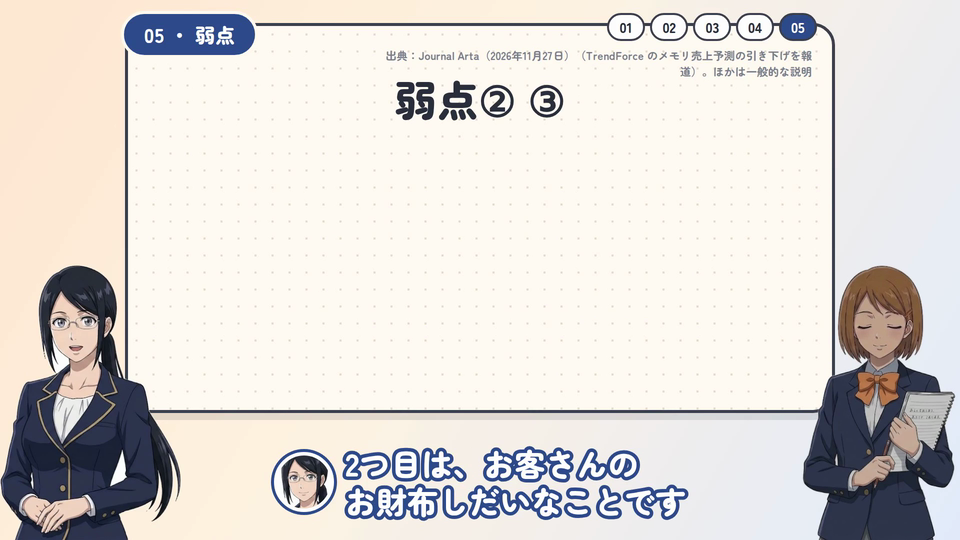 05 ・ 弱点
01 02 03 04 05
出典：Journal Arta（2026年11月27日）（TrendForce のメモリ売上予測の引き下げを報
道）。ほかは一般的な説明
弱点② ③
2つ目は、お客さんの
お財布しだいなことです